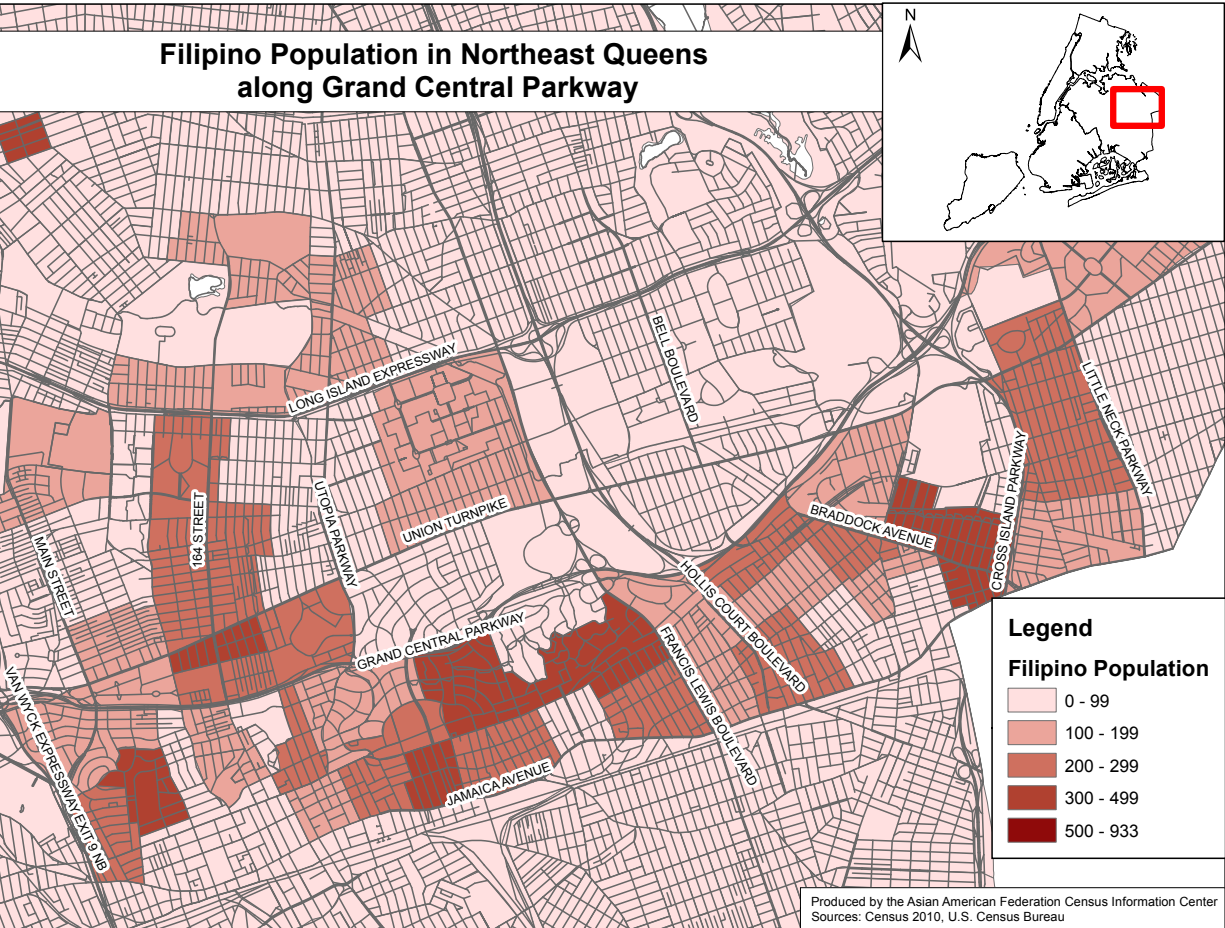 Filipino Population in Northeast Queens
along Grand Central Parkway
N
LONG ISLAND EXPRESSWAY
BELL BOULEVARD
LITTLE NECK PARKWAY
164 STREET
UTOPIA PARKWAY
UNION TURNPIKE
BRADDOCK AVENUE
CROSS ISLAND PARKWAY
MAIN STREET
HOLLIS COURT BOULEVARD
GRAND CENTRAL PARKWAY
FRANCIS LEWIS BOULEVARD
VAN WYCK EXPRESSWAY EXIT 9 NB
JAMAICA AVENUE
Legend
Filipino Population
0 - 99
100 - 199
200 - 299
300 - 499
500 - 933
Produced by the Asian American Federation Census Information Center
Sources: Census 2010, U.S. Census Bureau